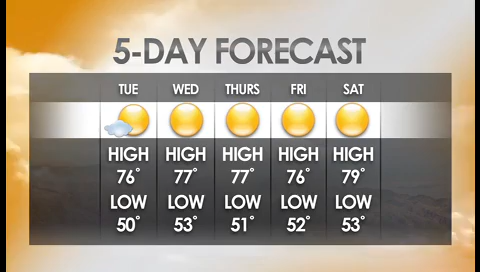 5-DAY FORECAST
TUE WED THURS FRI SAT
HIGH HIGH HIGH HIGH HIGH
76° 77° 77° 76° 79°
LOW LOW LOW LOW LOW
50° 53° 51° 52° 53°